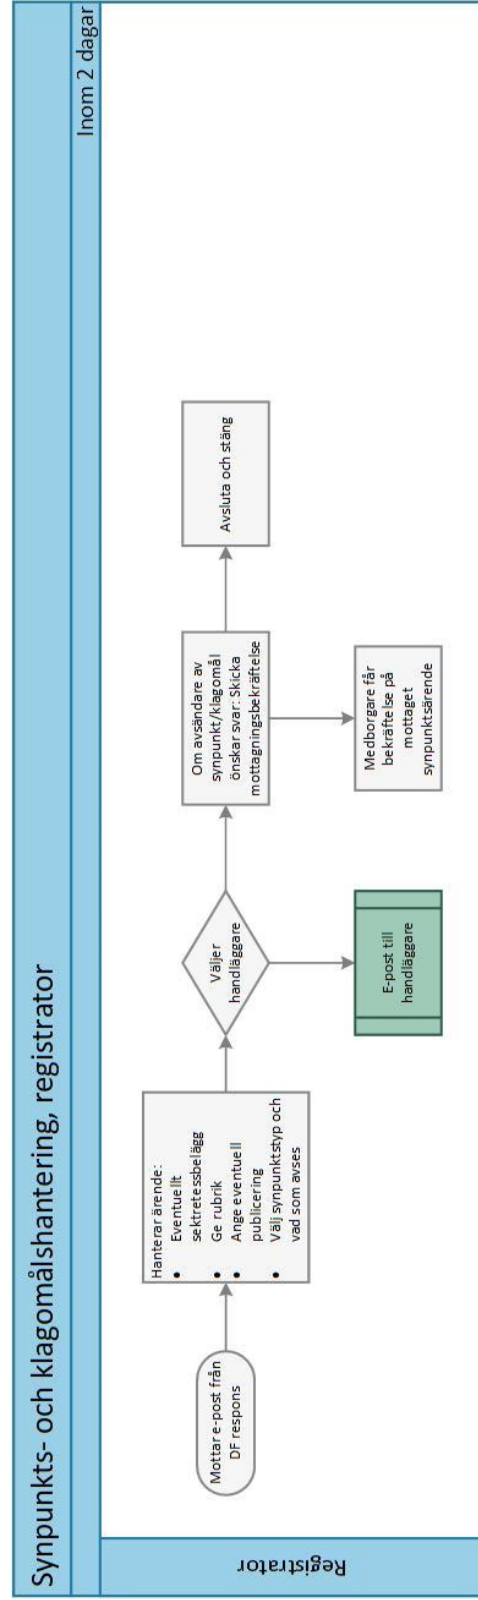 Synpunkts- och klagomålshantering, registrator
Inom 2 dagar
Registrator
Mottar e-post från
DF respons
Hanterar ärende:
• Eventuellt
sektretessbelägg
• Ge rubrik
• Ange eventuell
publicering
• Välj synpunktstyp och
vad som avses
Väljer
handläggare
E-post till
handläggare
Om avsändare av
synpunkt/klagomål
önskar svar: Skicka
mottagningsbekräftelse
Medborgare får
bekräftelse på
mottaget
synpunktsärende
Avsluta och stäng